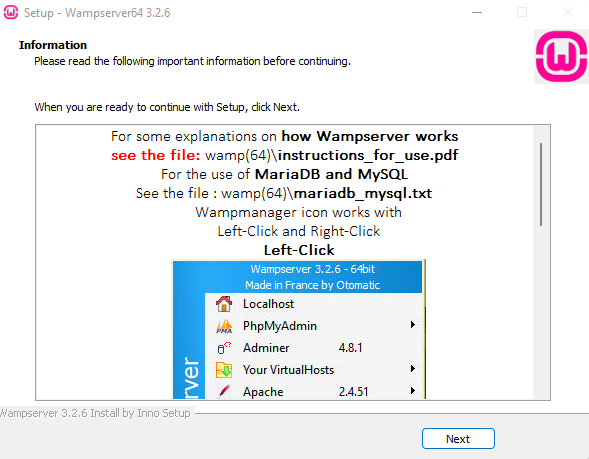 Setup - Wampserver64 3.2.6
Information
Please read the following important information before continuing.
When you are ready to continue with Setup, click Next.
For some explanations on how Wampserver works
see the file: wamp(64)\instructions_for_use.pdf
For the use of MariaDB and MySQL
See the file : wamp(64)\mariadb_mysql.txt
Wampmanager icon works with
Left-Click and Right-Click
Left-Click
Wampserver 3.2.6 - 64bit
Made in France by Otomatic
Localhost
PhpMyAdmin
Adminer 4.8.1
Your VirtualHosts
Apache 2.4.51
rver
Wampserver 3.2.6 Install by Inno Setup
Next